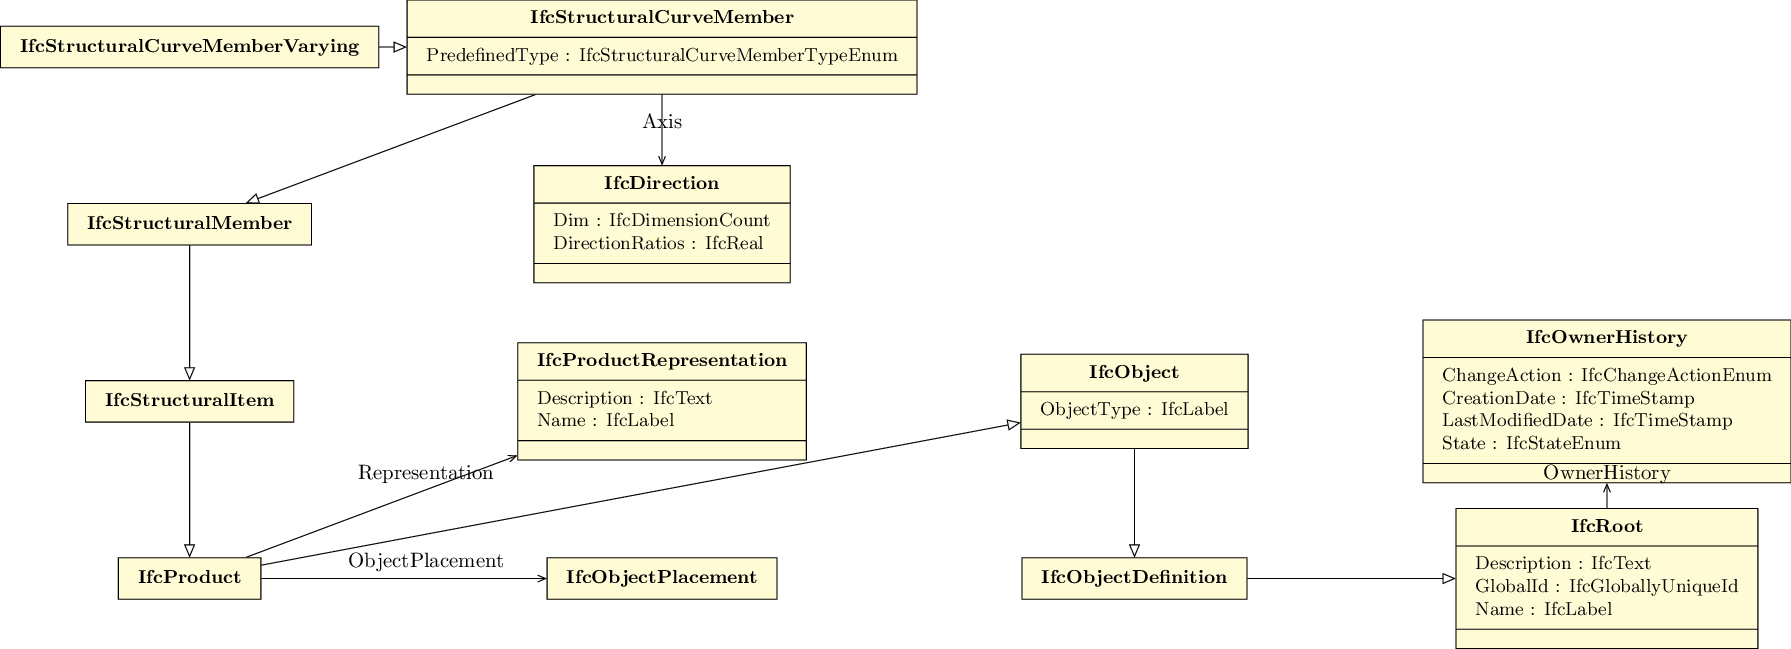 IfcStructuralCurveMemberVarying
IfcStructuralCurveMember
PredefinedType : IfcStructuralCurveMemberTypeEnum
Axis
IfcStructuralMember
IfcDirection
Dim : IfcDimensionCount
DirectionRatios : IfcReal
IfcStructuralItem
IfcProductRepresentation
Description : IfcText
Name : IfcLabel
IfcObject
ObjectType : IfcLabel
IfcOwnerHistory
ChangeAction : IfcChangeActionEnum
CreationDate : IfcTimeStamp
LastModifiedDate : IfcTimeStamp
State : IfcStateEnum
Representation
OwnerHistory
ObjectPlacement
IfcProduct
IfcObjectPlacement
IfcObjectDefinition
IfcRoot
Description : IfcText
GlobalId : IfcGloballyUniqueId
Name : IfcLabel